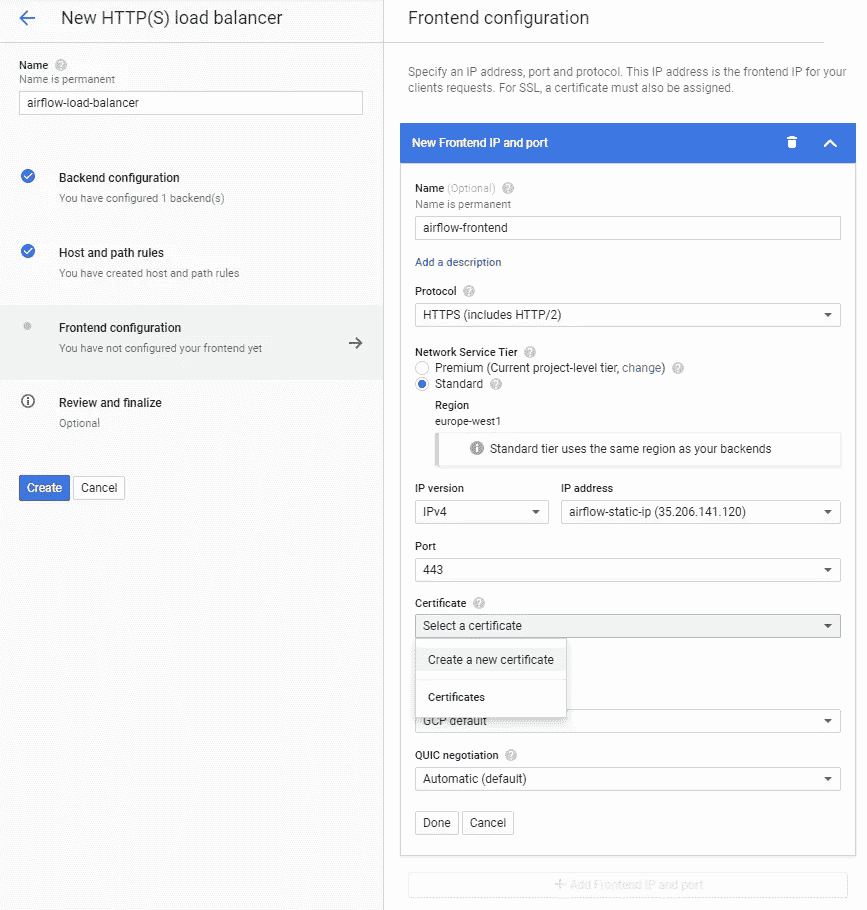 New HTTP(S) load balancer
Name
Name is permanent
airflow-load-balancer
Backend configuration
You have configured 1 backend(s)
Host and path rules
You have created host and path rules
Frontend configuration
You have not configured your frontend yet
Review and finalize
Optional
Create Cancel
Frontend configuration
Specify an IP address, port and protocol. This IP address is the frontend IP for your
clients requests. For SSL, a certificate must also be assigned.
New Frontend IP and port
Name (Optional)
Name is permanent
airflow-frontend
Add a description
Protocol
HTTPS (includes HTTP/2)
Network Service Tier
Premium (Current project-level tier, change)
Standard
Region
europe-west1
Standard tier uses the same region as your backends
IP version IP address
IPv4 airflow-static-ip (35.206.141.120)
Port
443
Certificate
Select a certificate
Create a new certificate
Certificates
GCP default
QUIC negotiation
Automatic (default)
Done Cancel
Add Frontend IP and port